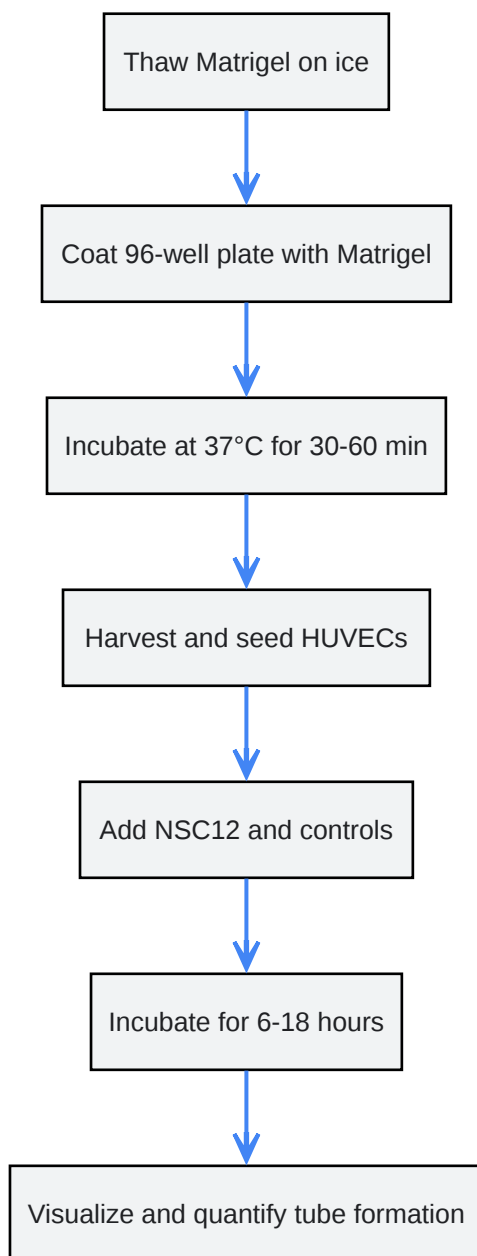 Thaw Matrigel on ice
Coat 96-well plate with Matrigel
Incubate at 37°C for 30-60 min
Harvest and seed HUVECs
Add NSC12 and controls
Incubate for 6-18 hours
Visualize and quantify tube formation